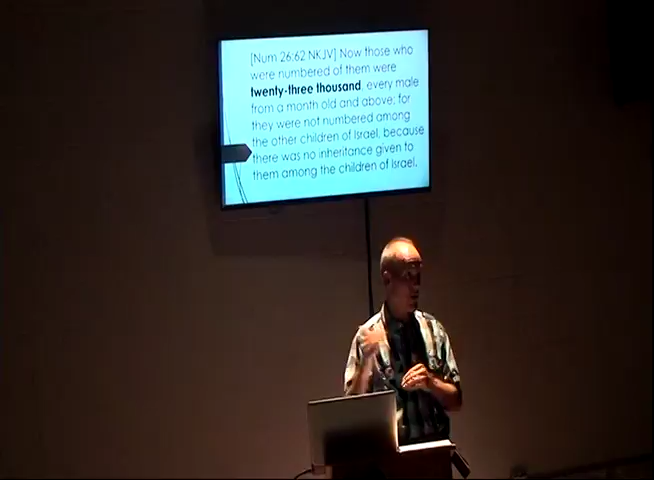 [Num 26:62 NKJV] Now those who
were numbered of them were
twenty-three thousand, every male
from a month old and above; for
they were not numbered among
the other children of Israel, because
there was no inheritance given to
them among the children of Israel.